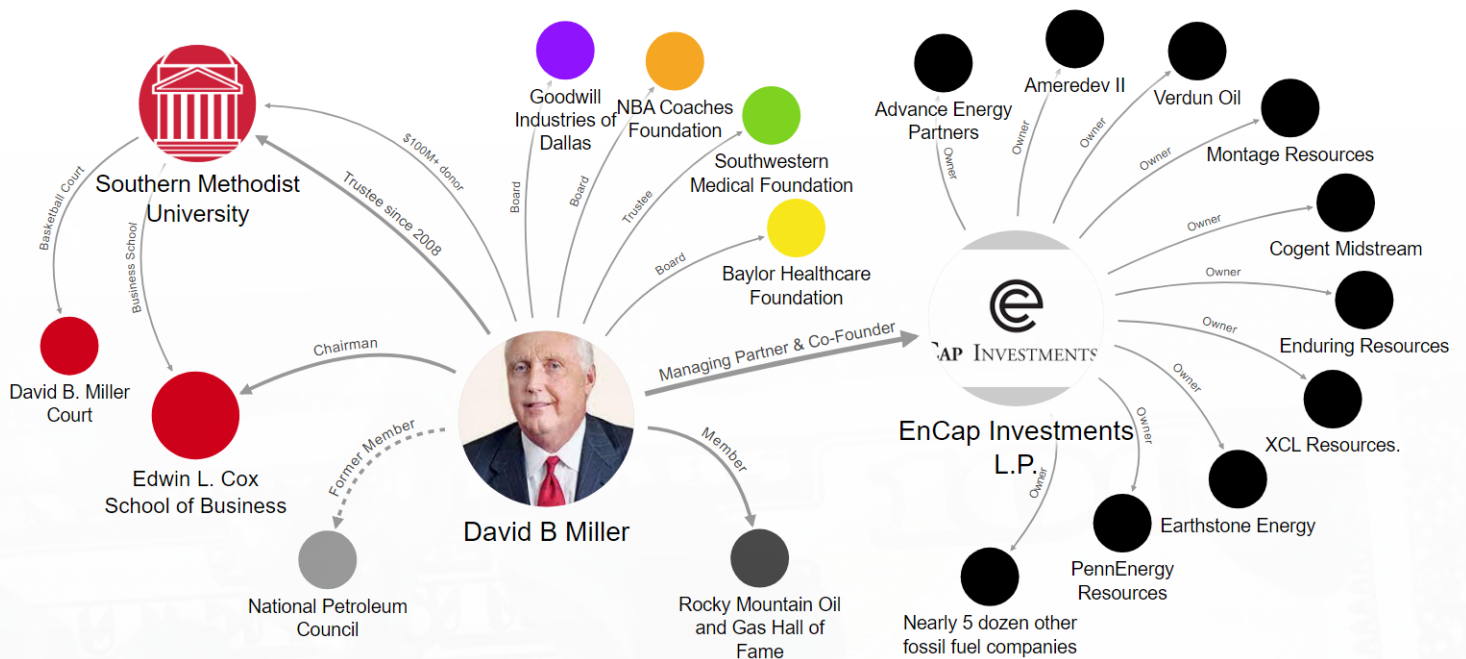 Southern Methodist
University
Basketball Court
Business School
David B. Miller
Court
Edwin L. Cox
School of Business
$100M+ donor
Trustee since 2008
Chairman
Former Member
National Petroleum
Council
Board
Goodwill
Industries of
Dallas
Board
NBA Coaches
Foundation
Trustee
Southwestern
Medical Foundation
Board
Baylor Healthcare
Foundation
David B Miller
Member
Rocky Mountain Oil
and Gas Hall of
Fame
Managing Partner & Co-Founder
CAP INVESTMENTS
EnCap Investments
L.P.
Owner
Advance Energy
Partners
Owner
Ameredev II
Owner
Verdun Oil
Owner
Montage Resources
Owner
Cogent Midstream
Owner
Enduring Resources
Owner
XCL Resources.
Owner
Earthstone Energy
Owner
PennEnergy
Resources
Owner
Nearly 5 dozen other
fossil fuel companies